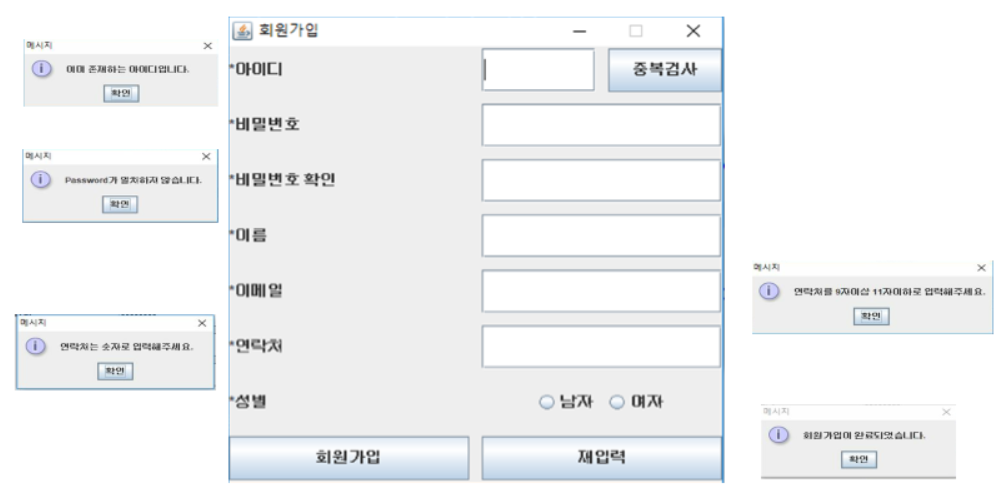 메시지
이미 존재하는 아이디입니다.
확인
메시지
Password가 일치하지 않습니다.
확인
메시지
연락처는 숫자로 입력해주세요.
확인
회원가입
*아이디
중복검사
*비밀번호
*비밀번호 확인
*이름
*이메일
*연락처
*성별
남자 여자
회원가입 재입력
메시지
연락처를 9자이상 11자이하로 입력해주세요.
확인
메시지
회원가입이 완료되었습니다.
확인